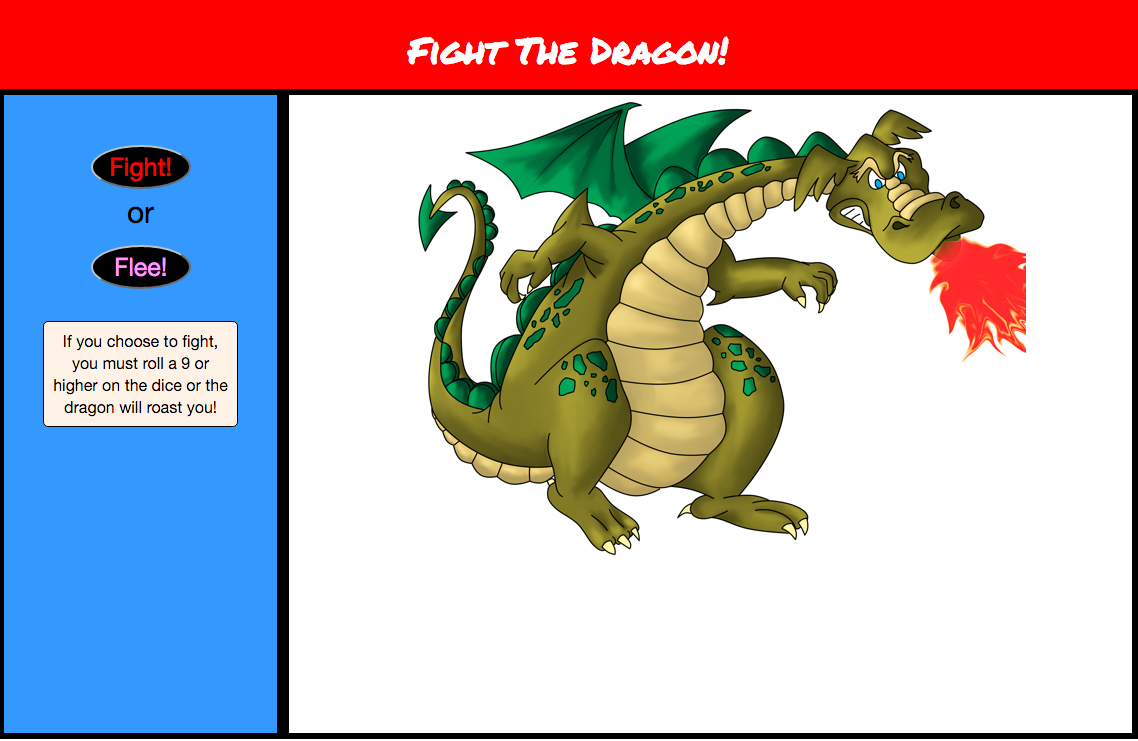 Fight The Dragon!
Fight!
or
Flee!
If you choose to fight,
you must roll a 9 or
higher on the dice or the
dragon will roast you!